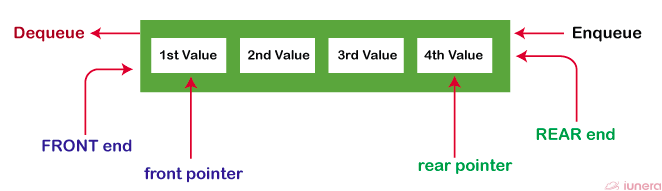 Dequeue
Enqueue
1st Value
2nd Value
3rd Value
4th Value
FRONT end
REAR end
front pointer
rear pointer
iunera